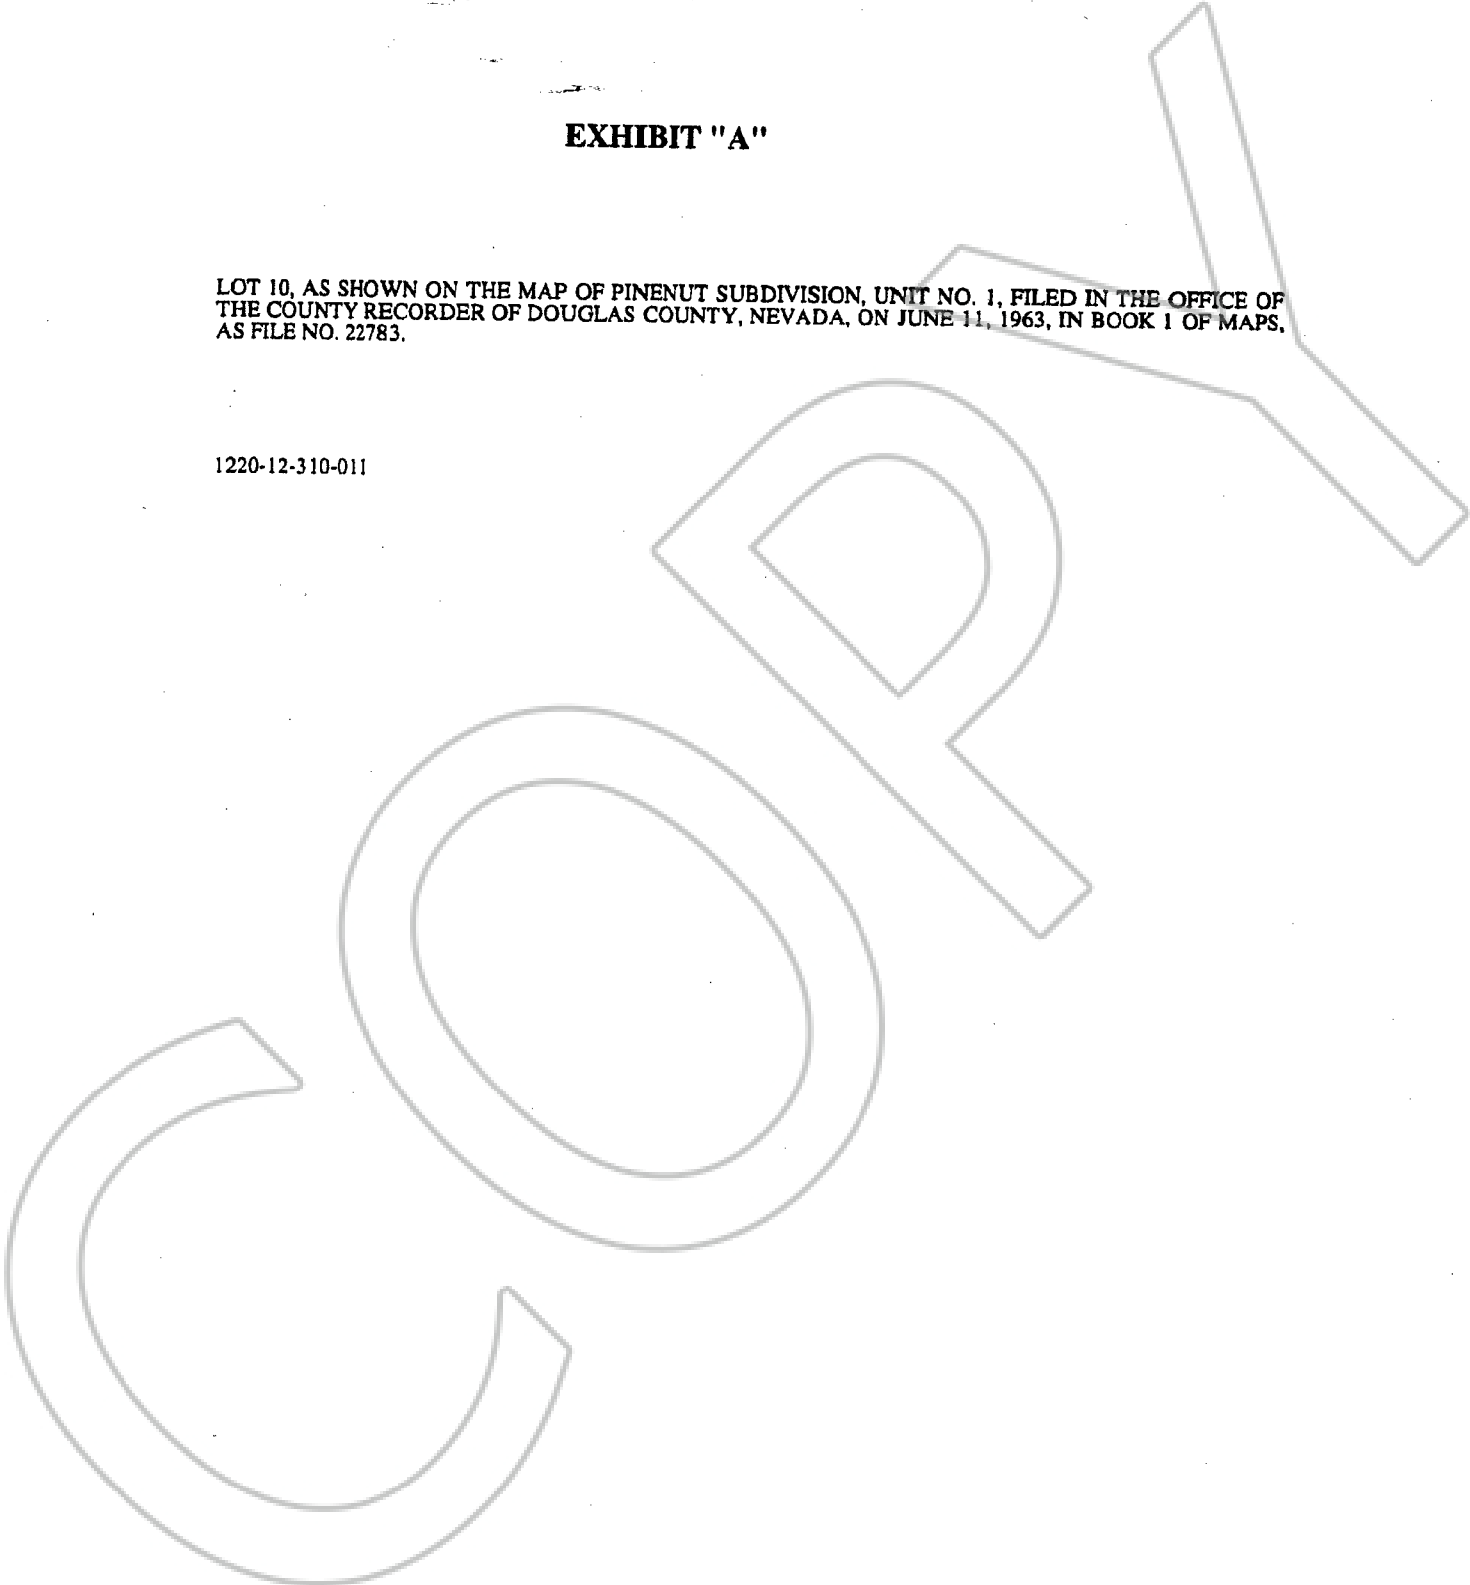 EXHIBIT "A"
LOT 10, AS SHOWN ON THE MAP OF PINENUT SUBDIVISION, UNIT NO. 1, FILED IN THE OFFICE OF
THE COUNTY RECORDER OF DOUGLAS COUNTY, NEVADA, ON JUNE 11, 1963, IN BOOK 1 OF MAPS,
AS FILE NO. 22783.
1220-12-310-011
COPY